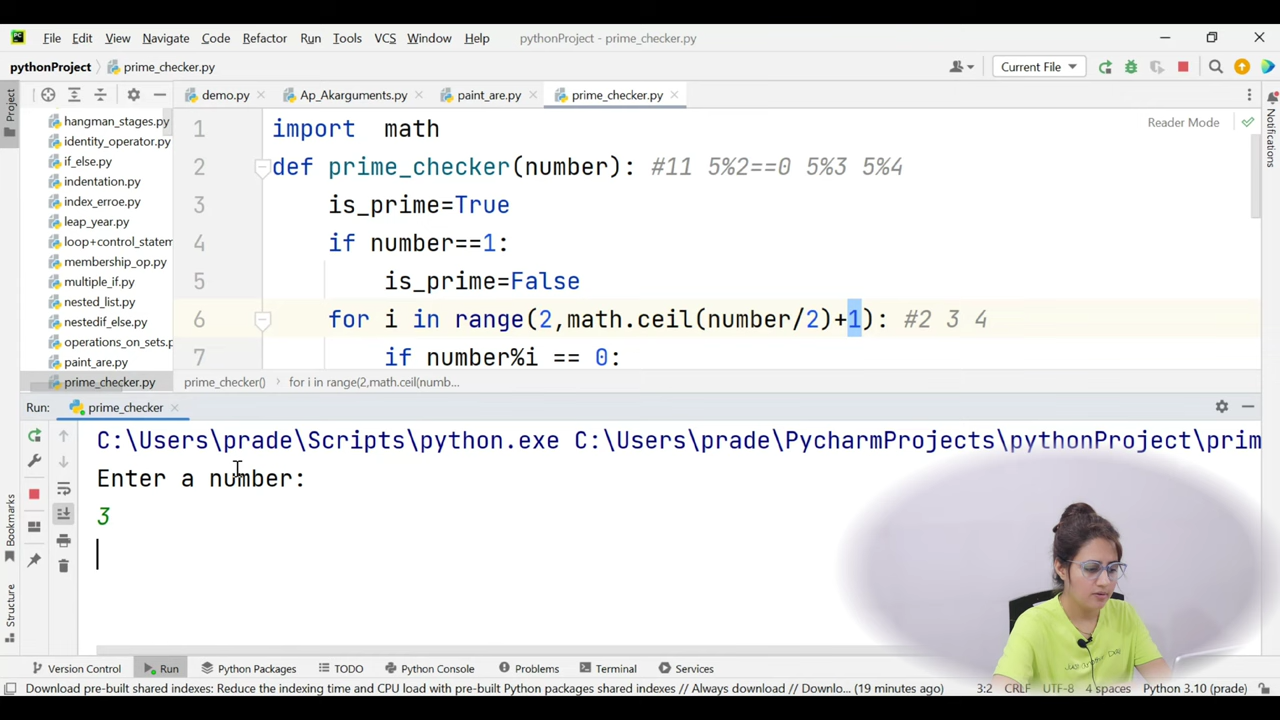 PC File Edit View Navigate Code Refactor Run Tools VCS Window Help pythonProject - prime_checker.py
pythonProject prime_checker.py Current File
Project demo.py Ap_Akarguments.py paint_are.py prime_checker.py
Notifications
Reader Mode
hangman_stages.py
identity_operator.py
if_else.py
indentation.py
index_erroe.py
leap_year.py
loop+control_statem
membership_op.py
multiple_if.py
nested_list.py
nestedif_else.py
operations_on_sets.p
paint_are.py
prime_checker.py
1 import math
2 def prime_checker(number): #11 5%2==0 5%3 5%4
3 is_prime=True
4 if number==1:
5 is_prime=False
6 for i in range(2,math.ceil(number/2)+1): #2 3 4
7 if number%i == 0:
prime_checker() for i in range(2,math.ceil(numb...
Run: prime_checker
C:\Users\prade\Scripts\python.exe C:\Users\prade\PycharmProjects\pythonProject\prim
Enter a number:
3
Bookmarks
Structure
Version Control Run Python Packages TODO Python Console Problems Terminal Services
Download pre-built shared indexes: Reduce the indexing time and CPU load with pre-built Python packages shared indexes // Always download // Downlo... (19 minutes ago) 3:2 CRLF UTF-8 4 spaces Python 3.10 (prade)